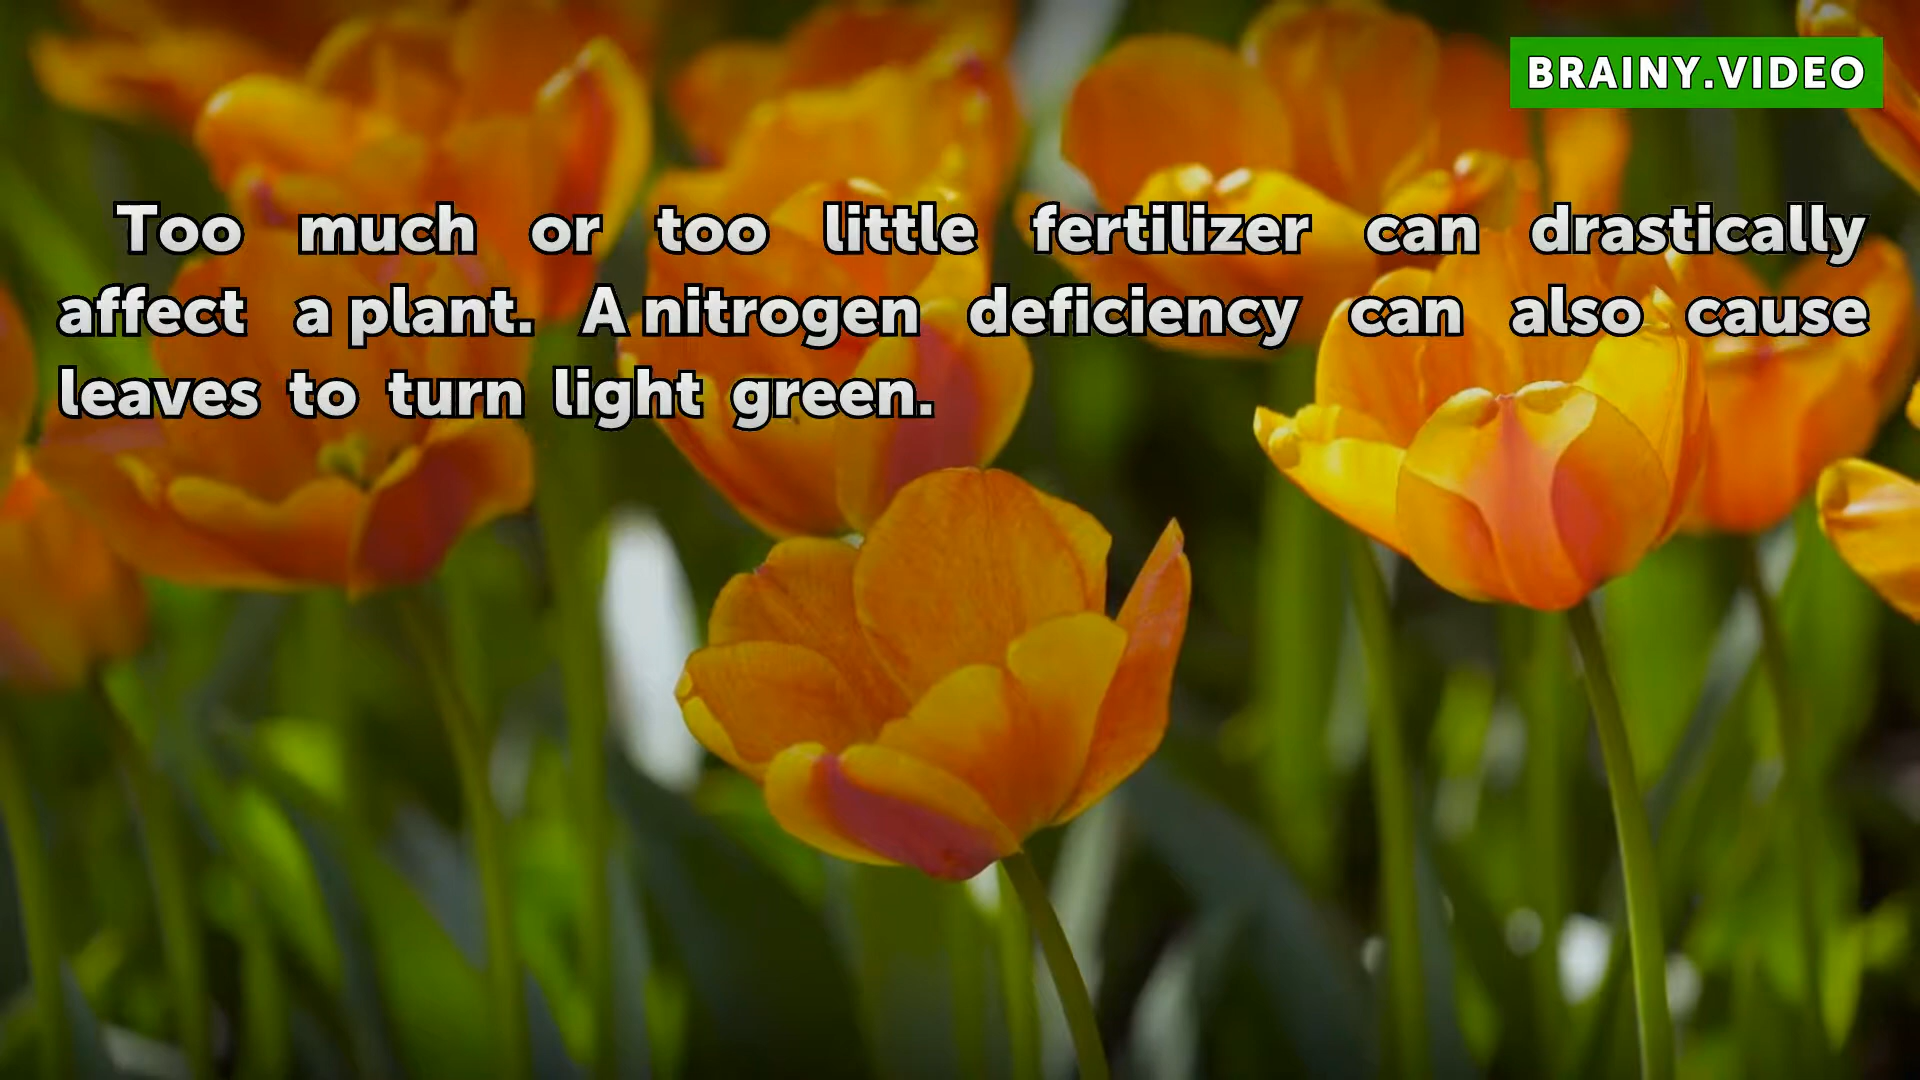 BRAINY.VIDEO
Too much or too little fertilizer can drastically
affect a plant. A nitrogen deficiency can also cause
leaves to turn light green.